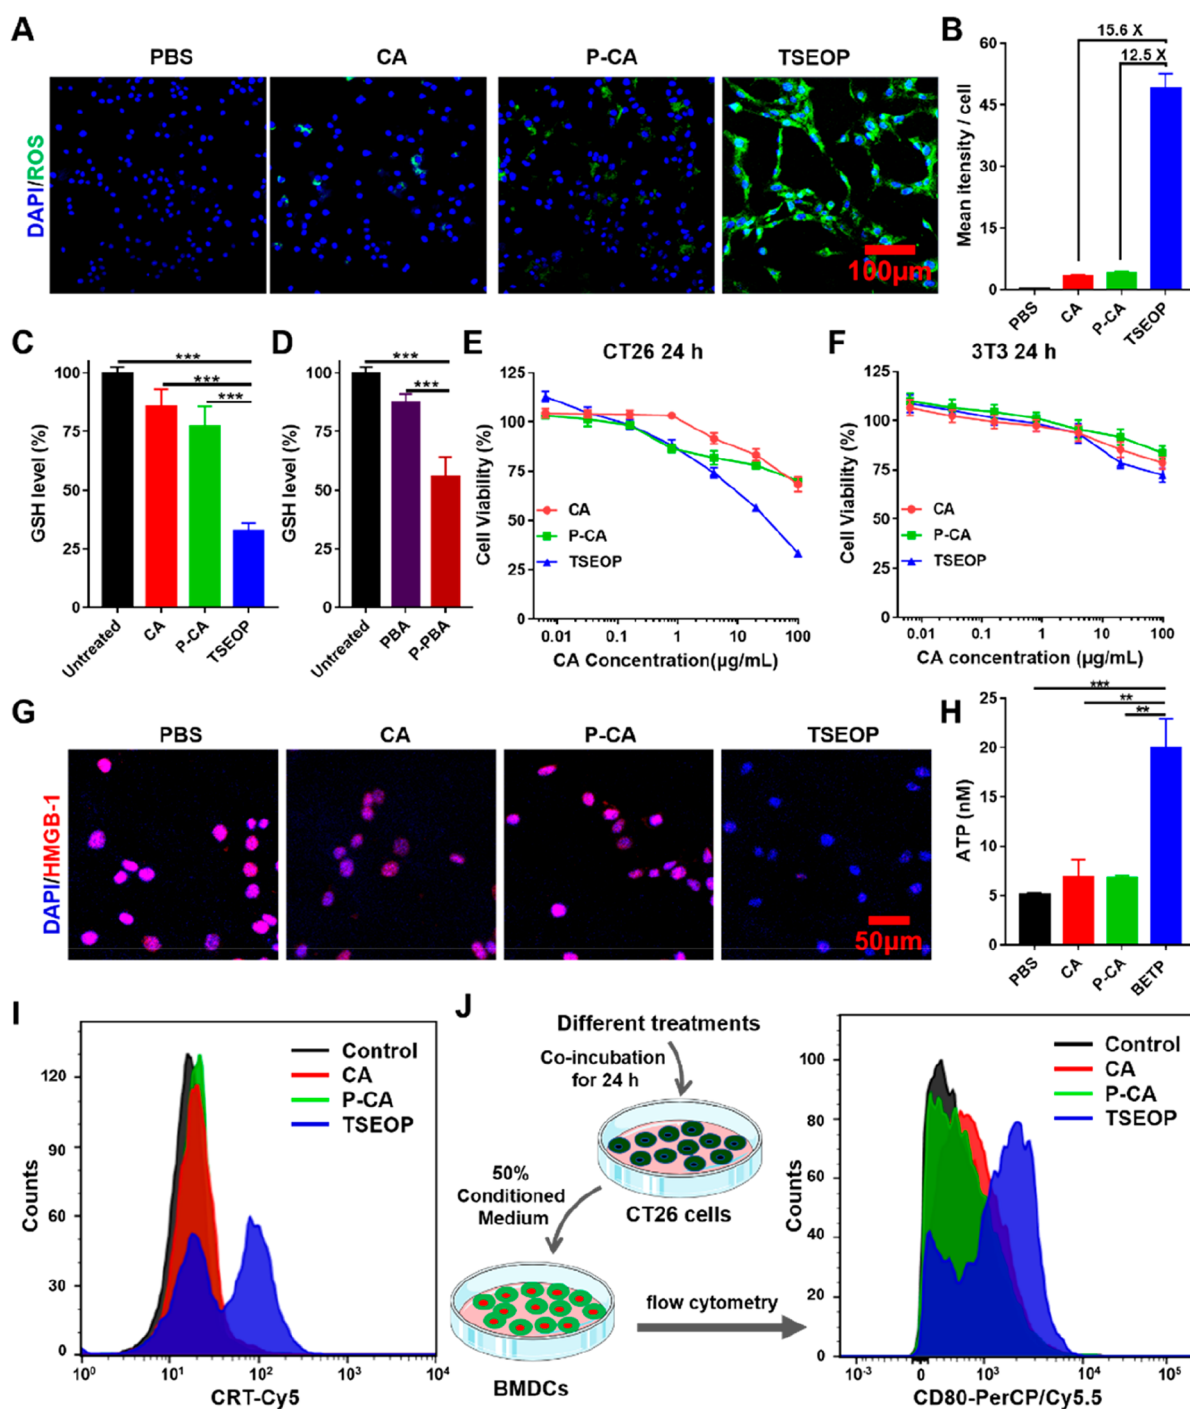 A
PBS
CA
P-CA
TSEOP
DAPI/ROS
100μm
B
Mean itensity / cell
60
45
30
15
0
15.6 X
12.5 X
PBS
CA
P-CA
TSEOP
C
GSH level (%)
100
75
50
25
0
***
***
***
Untreated
CA
P-CA
TSEOP
D
GSH level (%)
100
75
50
25
0
***
***
Untreated
PBA
P-PBA
E
CT26 24 h
Cell Viability (%)
125
100
75
50
25
0
CA
P-CA
TSEOP
0.01
0.1
1
10
100
CA Concentration(μg/mL)
F
3T3 24 h
Cell Viability (%)
125
100
75
50
25
0
CA
P-CA
TSEOP
0.01
0.1
1
10
100
CA concentration (μg/mL)
G
PBS
CA
P-CA
TSEOP
DAPI/HMGB-1
50μm
H
ATP (nM)
25
20
15
10
5
0
***
**
**
PBS
CA
P-CA
BETP
I
Counts
120
90
60
30
0
Control
CA
P-CA
TSEOP
10⁰
10¹
10²
10³
10⁴
CRT-Cy5
J
Different treatments
Co-incubation
for 24 h
50%
Conditioned
Medium
CT26 cells
flow cytometry
BMDCs
Counts
100
80
60
40
20
0
Control
CA
P-CA
TSEOP
10⁻³
0
10³
10⁴
10⁵
CD80-PerCP/Cy5.5